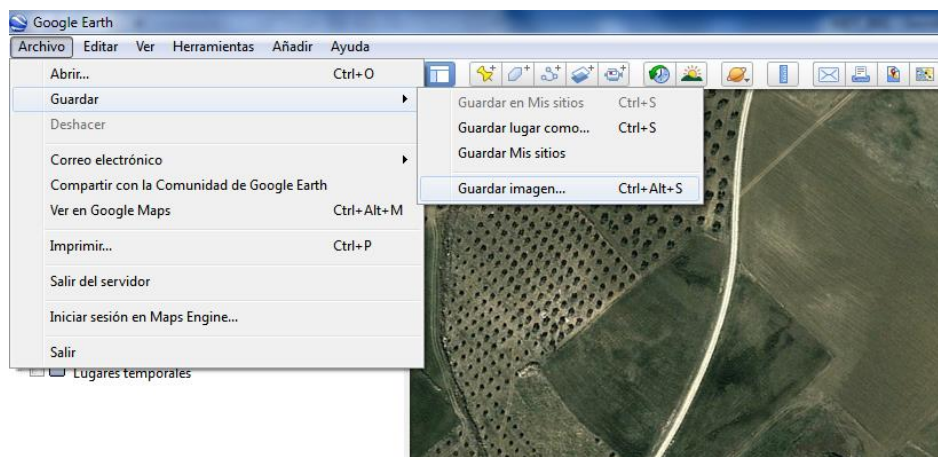 Google Earth
Archivo Editar Ver Herramientas Añadir Ayuda
Abrir... Ctrl+O
Guardar
Deshacer
Correo electrónico
Compartir con la Comunidad de Google Earth
Ver en Google Maps Ctrl+Alt+M
Imprimir... Ctrl+P
Salir del servidor
Iniciar sesión en Maps Engine...
Salir
Guardar en Mis sitios Ctrl+S
Guardar lugar como... Ctrl+S
Guardar Mis sitios
Guardar imagen... Ctrl+Alt+S
Lugares temporales